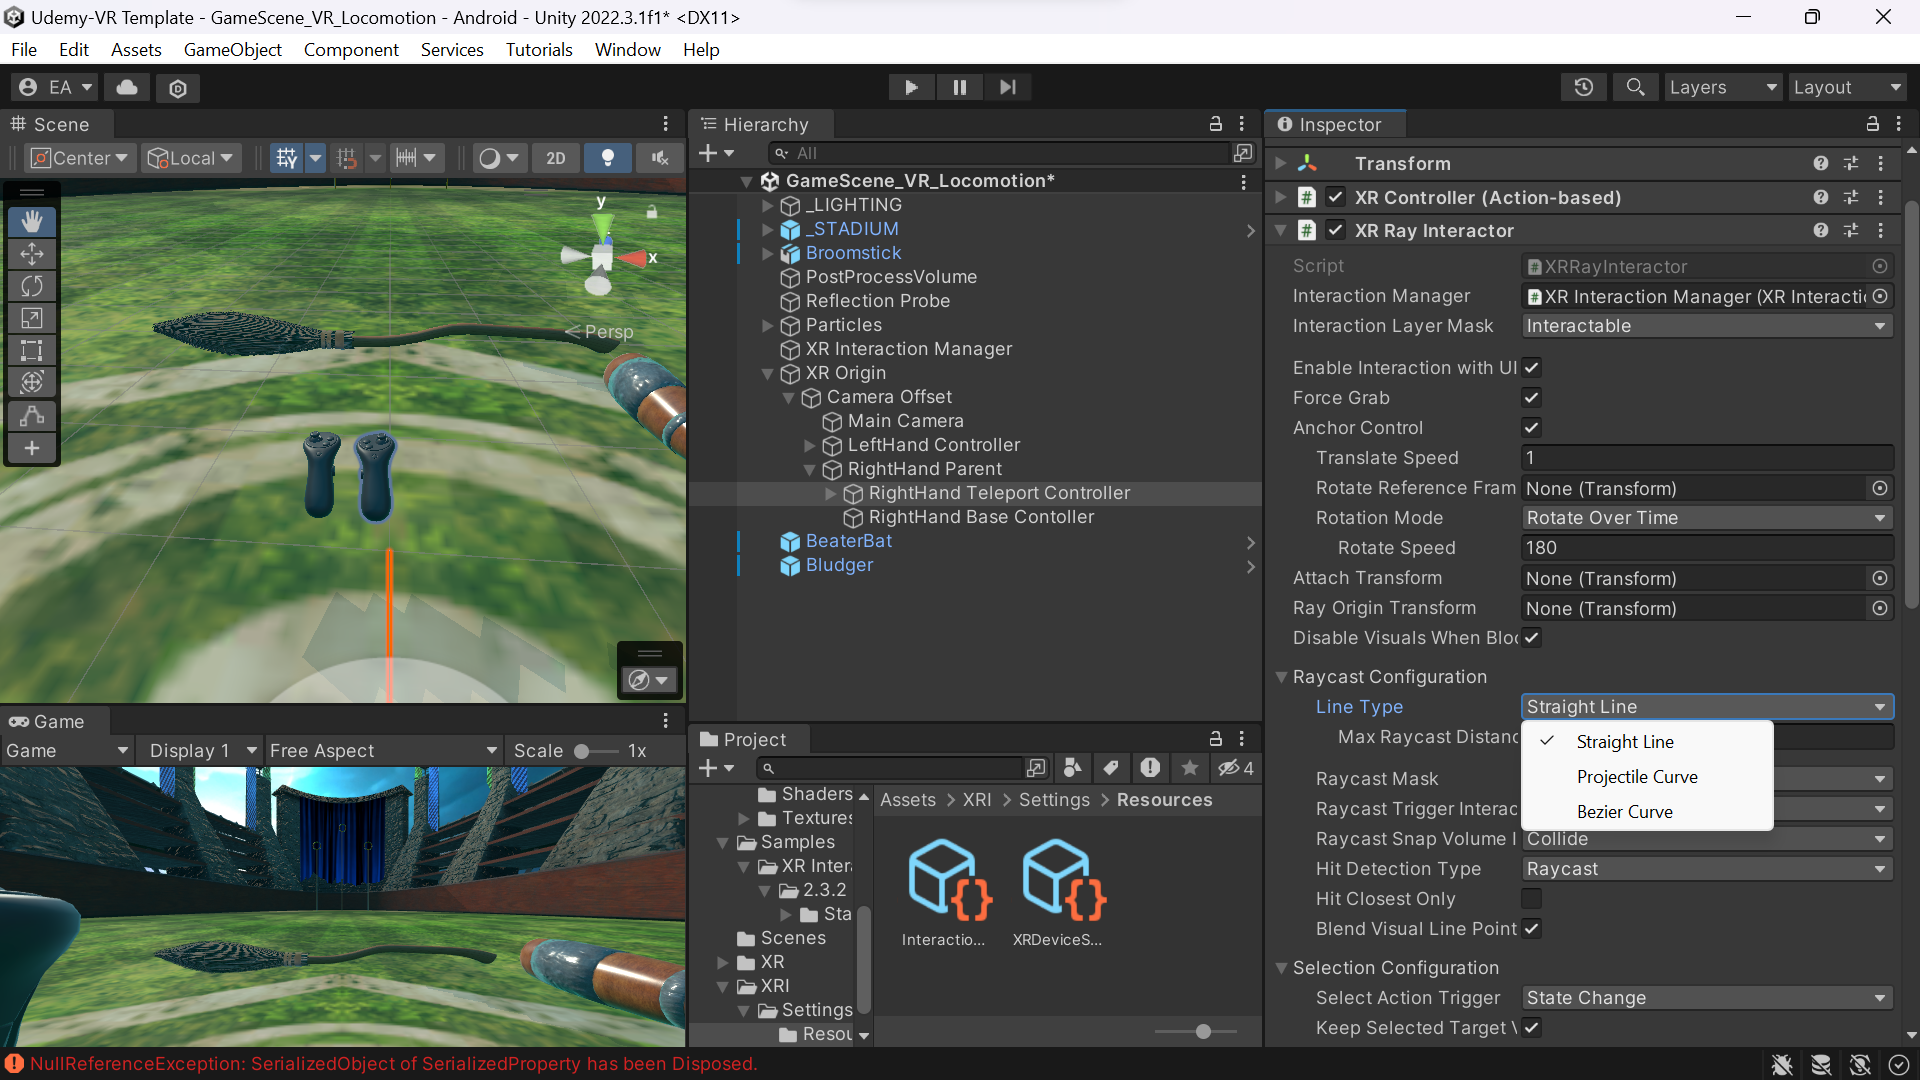 Udemy-VR Template - GameScene_VR_Locomotion - Android - Unity 2022.3.1f1* <DX11>
File Edit Assets GameObject Component Services Tutorials Window Help
EA
Layers
Layout
Scene
Center
Local
2D
y
x
Persp
Hierarchy
All
GameScene_VR_Locomotion*
_LIGHTING
_STADIUM
Broomstick
PostProcessVolume
Reflection Probe
Particles
XR Interaction Manager
XR Origin
Camera Offset
Main Camera
LeftHand Controller
RightHand Parent
RightHand Teleport Controller
RightHand Base Contoller
BeaterBat
Bludger
Game
Game
Display 1
Free Aspect
Scale
1x
Project
4
Shaders
Textures
Samples
XR Inter
2.3.2
Sta
Scenes
XR
XRI
Settings
Resou
Assets > XRI > Settings > Resources
Interactio...
XRDeviceS...
Inspector
Transform
XR Controller (Action-based)
XR Ray Interactor
Script XRRayInteractor
Interaction Manager XR Interaction Manager (XR Interacti
Interaction Layer Mask Interactable
Enable Interaction with UI
Force Grab
Anchor Control
Translate Speed 1
Rotate Reference Fram None (Transform)
Rotation Mode Rotate Over Time
Rotate Speed 180
Attach Transform None (Transform)
Ray Origin Transform None (Transform)
Disable Visuals When Bloc
Raycast Configuration
Line Type Straight Line
Straight Line
Projectile Curve
Bezier Curve
Max Raycast Distanc
Raycast Mask
Raycast Trigger Interac
Raycast Snap Volume I Collide
Hit Detection Type Raycast
Hit Closest Only
Blend Visual Line Point
Selection Configuration
Select Action Trigger State Change
Keep Selected Target V
NullReferenceException: SerializedObject of SerializedProperty has been Disposed.